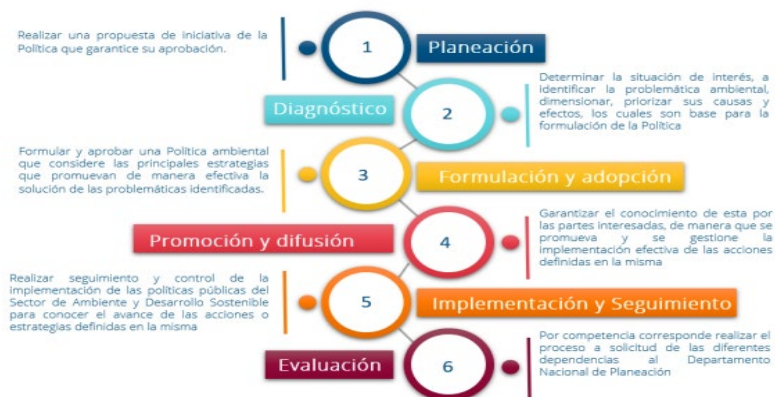 Realizar una propuesta de iniciativa de la
Política que garantice su aprobación.
1
Planeación
Diagnóstico
2
Determinar la situación de interés, a
identificar la problemática ambiental,
dimensionar, priorizar sus causas y
efectos, los cuales son base para la
formulación de la Política
Formular y aprobar una Política ambiental
que considere las principales estrategias
que promuevan de manera efectiva la
solución de las problemáticas identificadas.
3
Formulación y adopción
Promoción y difusión
4
Garantizar el conocimiento de esta por
las partes interesadas, de manera que se
promueva y se gestione la
implementación efectiva de las acciones
definidas en la misma
Realizar seguimiento y control de la
implementación de las políticas públicas del
Sector de Ambiente y Desarrollo Sostenible
para conocer el avance de las acciones o
estrategias definidas en la misma
5
Implementación y Seguimiento
Evaluación
6
Por competencia corresponde realizar el
proceso a solicitud de las diferentes
dependencias al Departamento
Nacional de Planeación